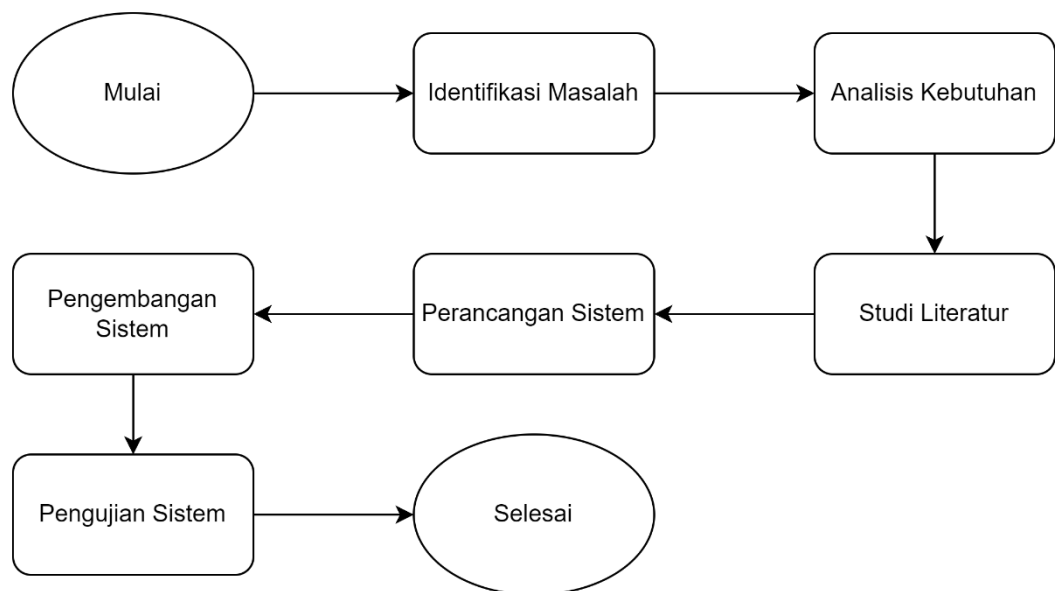 Mulai
Identifikasi Masalah
Analisis Kebutuhan
Studi Literatur
Perancangan Sistem
Pengembangan
Sistem
Pengujian Sistem
Selesai